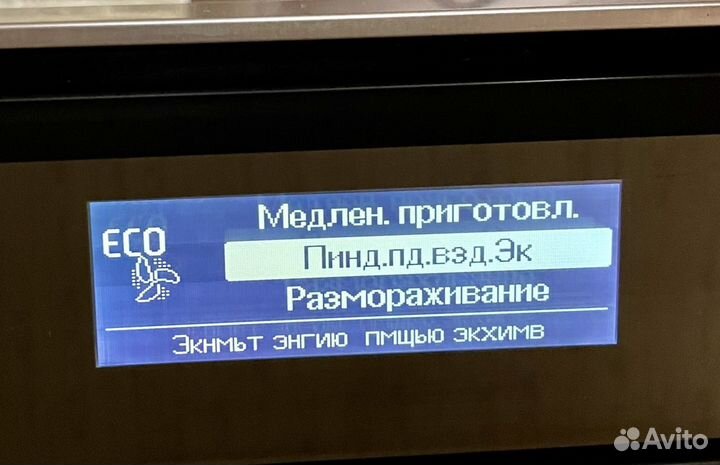 Медлен. приготовл.
ECO
Пинд.пд.взд.Эк
Размораживание
Экнмьт энгию пмщью экхимв
Avito